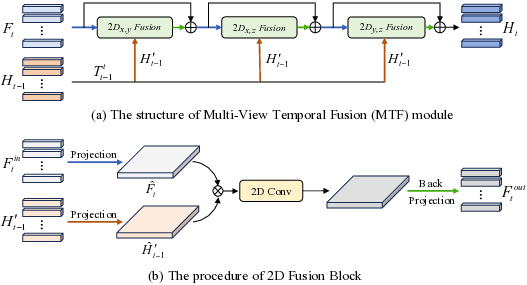 F_t 2D_{x,y} Fusion 2D_{x,z} Fusion 2D_{y,z} Fusion H_t
H'_{t-1} H'_{t-1} H'_{t-1}
H_{t-1} T^t_{t-1}
(a) The structure of Multi-View Temporal Fusion (MTF) module
F^{in}_t Projection F̂_t
2D Conv Back Projection F^{out}_t
H'_{t-1} Projection Ĥ'_{t-1}
(b) The procedure of 2D Fusion Block